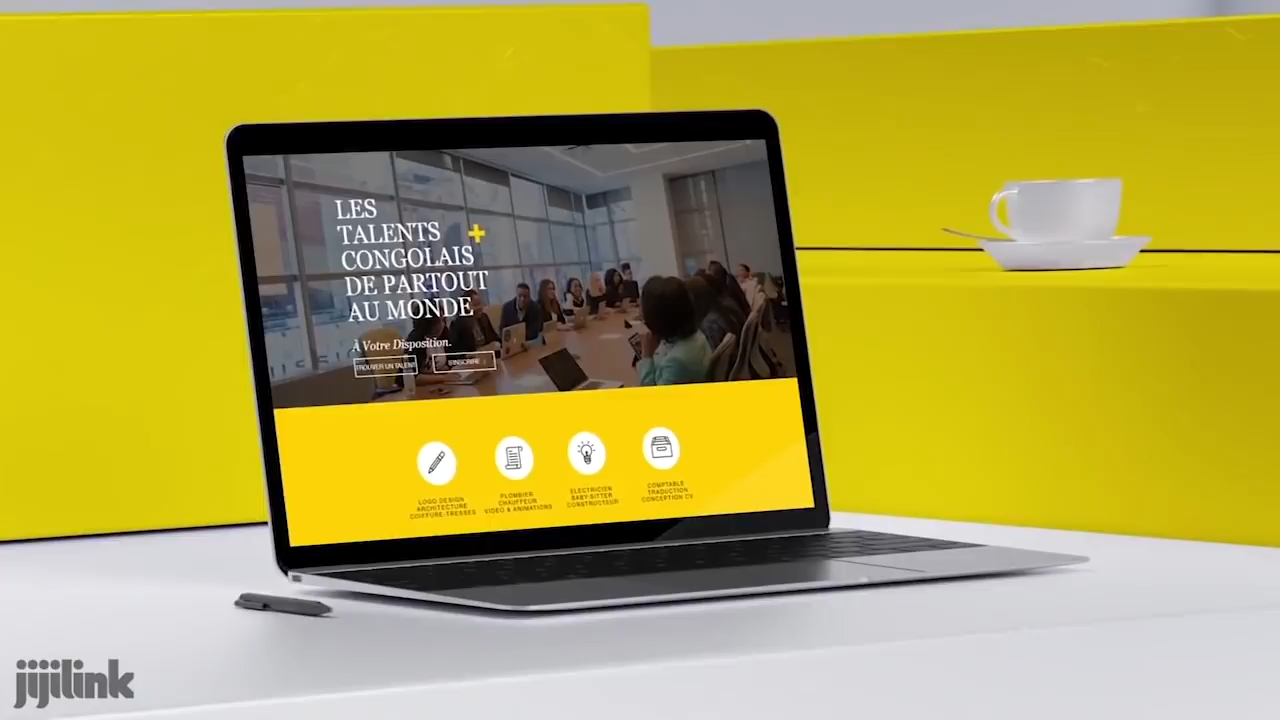 LES
TALENTS
CONGOLAIS
DE PARTOUT
AU MONDE
À Votre Disposition.
TROUVER UN TALENT
S'INSCRIRE
LOGO DESIGN
ARCHITECTURE
COIFFURE-TRESSES
PLOMBIER
CHAUFFEUR
VIDEO & ANIMATIONS
ELECTRICIEN
BABY-SITTER
CONSTRUCTEUR
COMPTABLE
TRADUCTION
CONCEPTION CV
jijilink